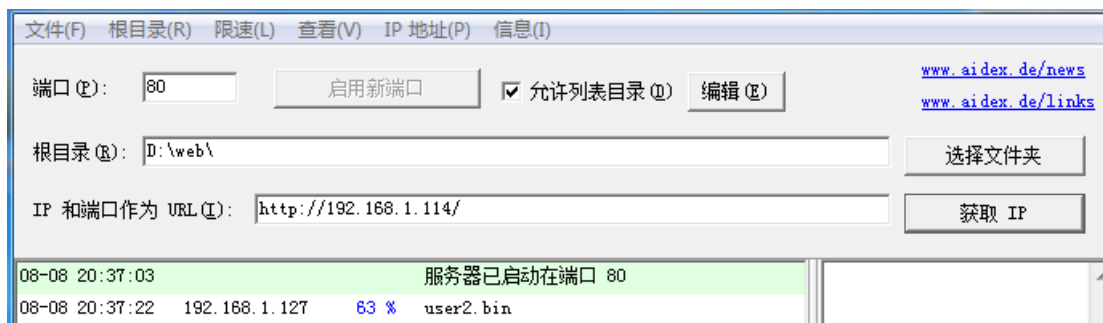 文件(F) 根目录(R) 限速(L) 查看(V) IP 地址(P) 信息(I)
端口(P): 80 启用新端口 允许列表目录(D) 编辑(E) www.aidex.de/news
www.aidex.de/links
根目录(R): D:\web\ 选择文件夹
IP 和端口作为 URL(I): http://192.168.1.114/ 获取 IP
08-08 20:37:03 服务器已启动在端口 80
08-08 20:37:22 192.168.1.127 63 % user2.bin